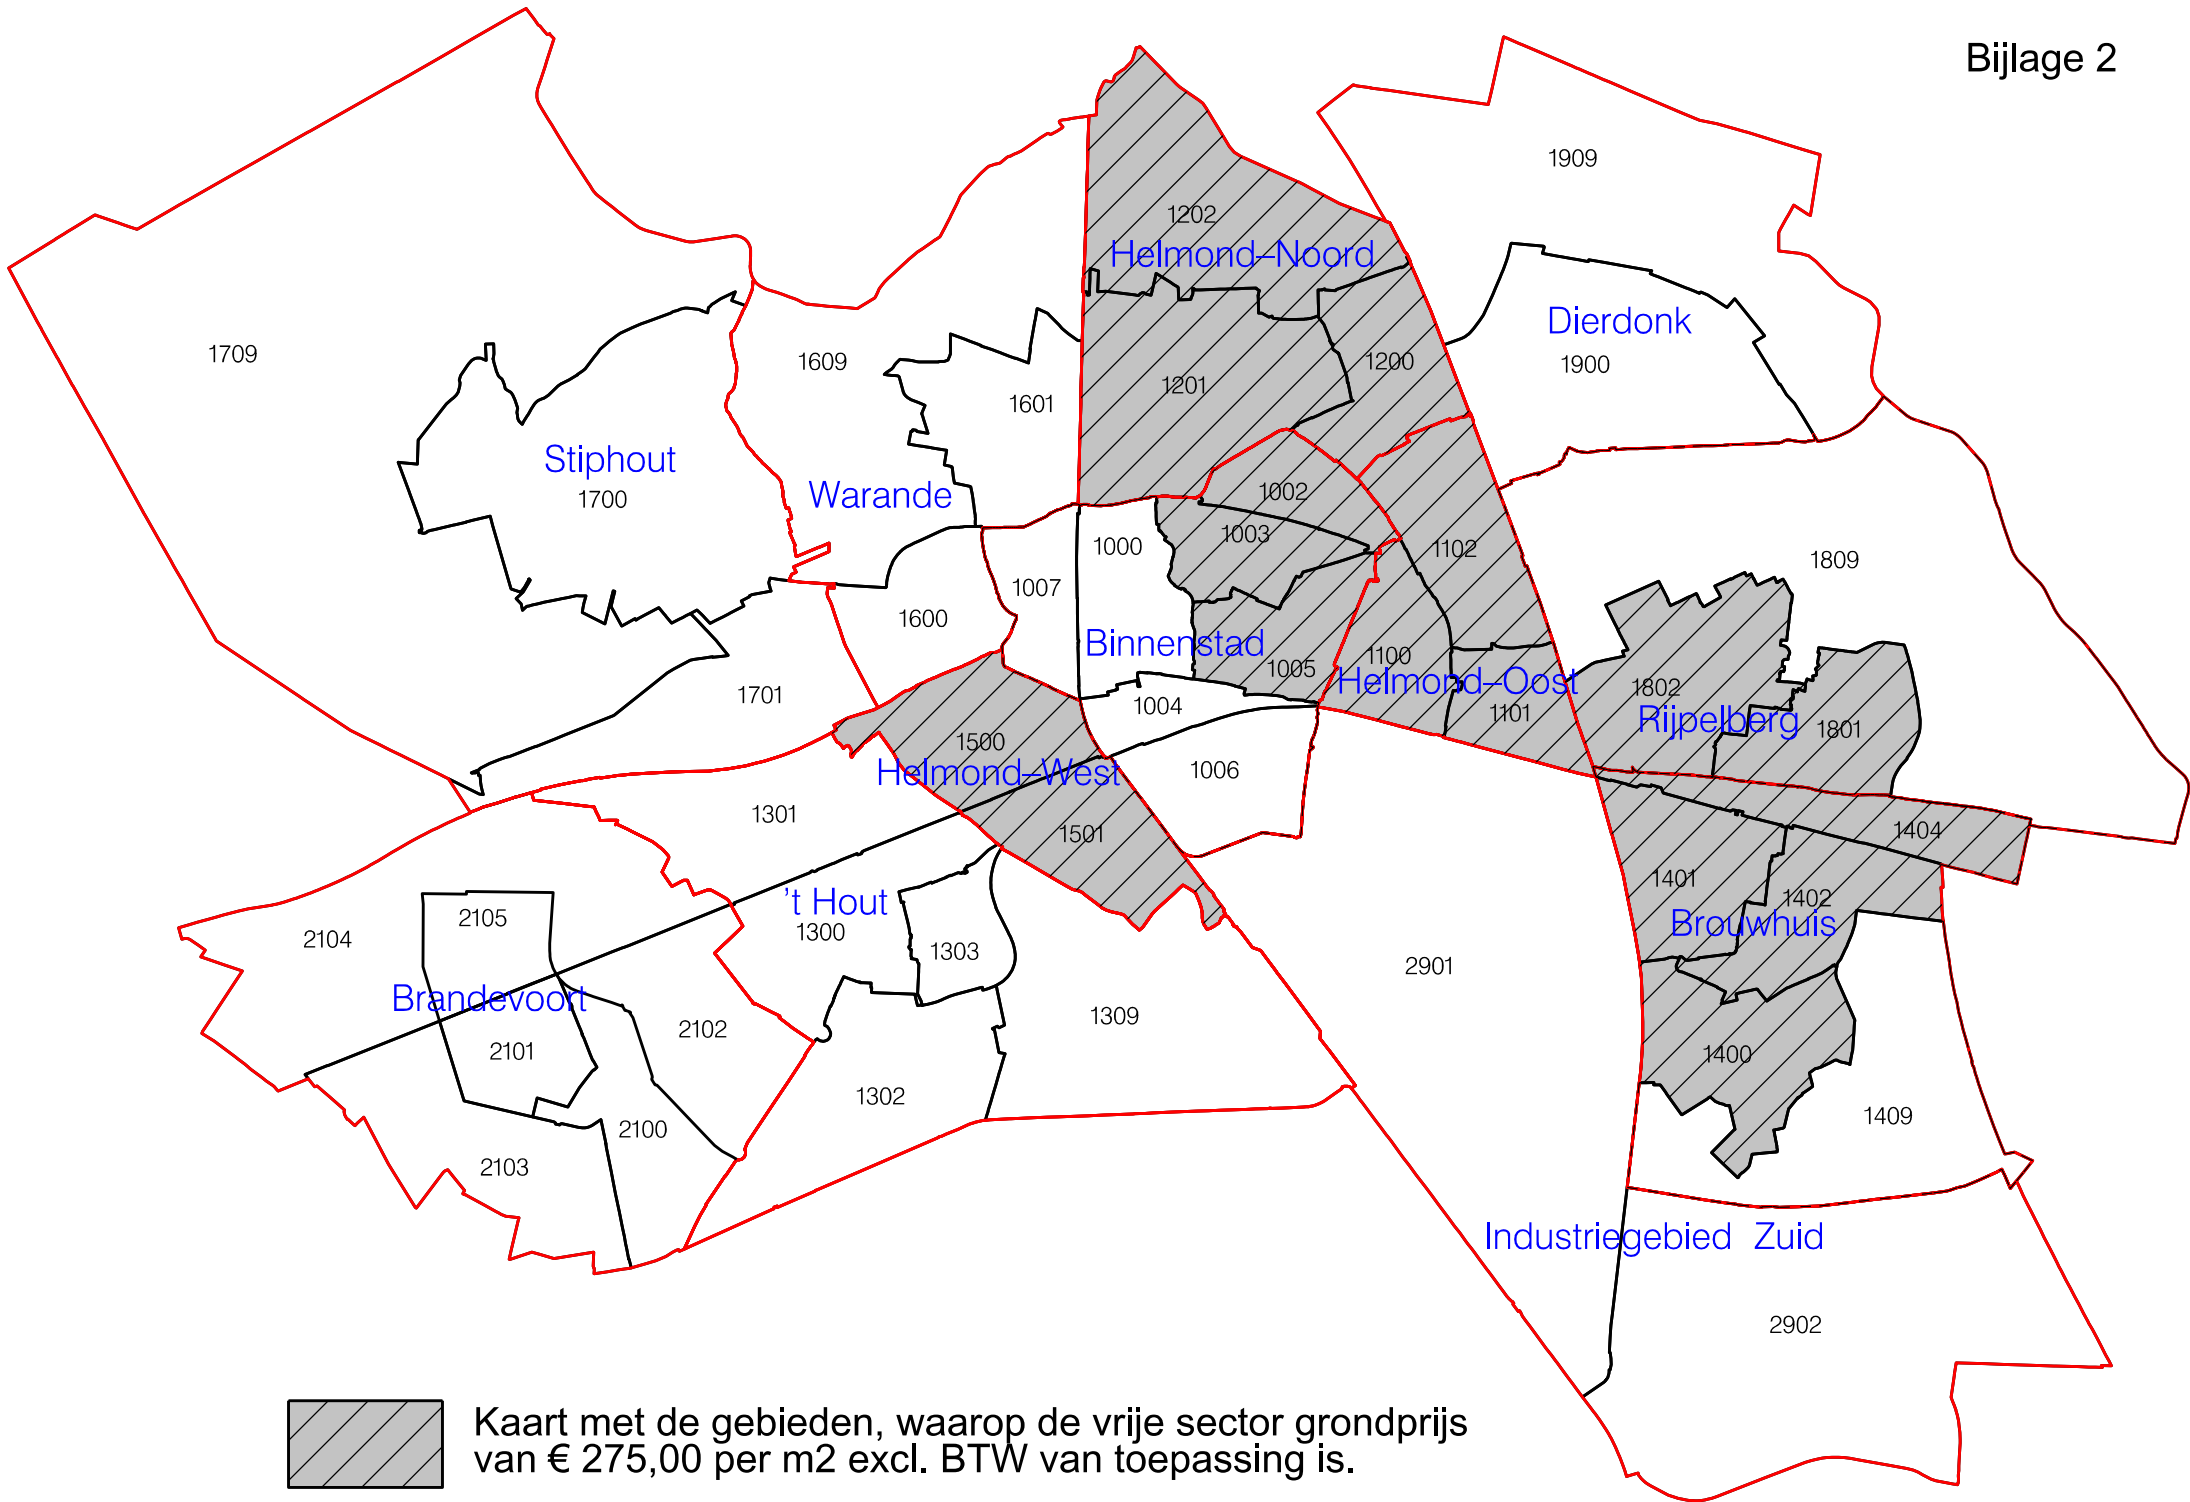 Bijlage 2
1909
1202
Helmond–Noord
Dierdonk
1709
1609
1200
1900
1201
1601
Stiphout
1700
Warande
1002
1003
1000
1102
1809
1007
1600
Binnenstad
1100
1005
Helmond–Oost
1802
1701
1004
1101
Rijpelberg
1801
1500
Helmond–West
1006
1301
1501
1404
1401
't Hout
1402
2105
1300
Brouwhuis
2104
1303
2901
Brandevoort
1309
2102
2101
1400
1302
1409
2100
2103
Industriegebied Zuid
2902
Kaart met de gebieden, waarop de vrije sector grondprijs
van € 275,00 per m2 excl. BTW van toepassing is.